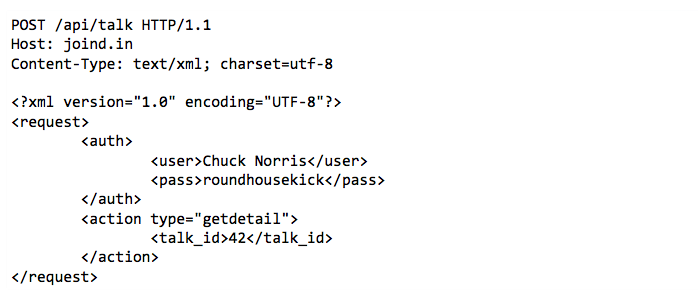 POST /api/talk HTTP/1.1
Host: joind.in
Content-Type: text/xml; charset=utf-8

<?xml version="1.0" encoding="UTF-8"?>
<request>
        <auth>
                <user>Chuck Norris</user>
                <pass>roundhousekick</pass>
        </auth>
        <action type="getdetail">
                <talk_id>42</talk_id>
        </action>
</request>